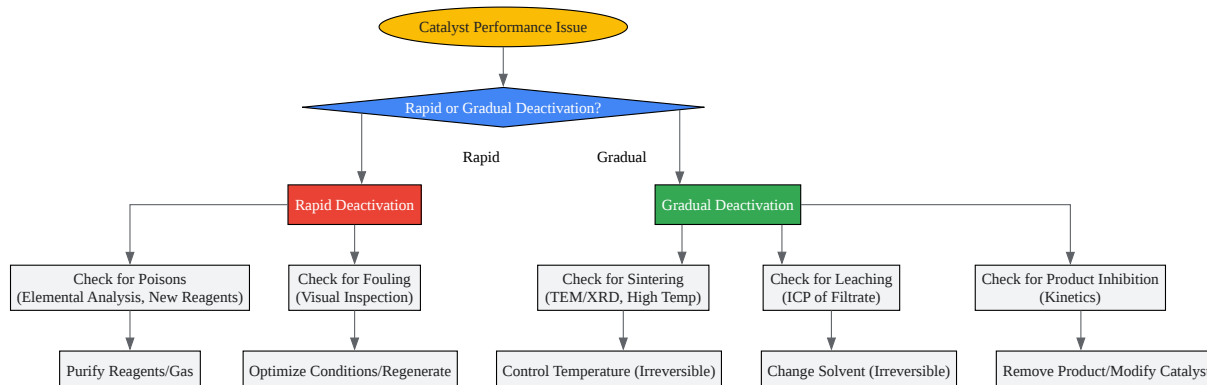 Catalyst Performance Issue
Rapid or Gradual Deactivation?
Rapid
Gradual
Rapid Deactivation
Gradual Deactivation
Check for Poisons
(Elemental Analysis, New Reagents)
Check for Fouling
(Visual Inspection)
Check for Sintering
(TEM/XRD, High Temp)
Check for Leaching
(ICP of Filtrate)
Check for Product Inhibition
(Kinetics)
Purify Reagents/Gas
Optimize Conditions/Regenerate
Control Temperature (Irreversible)
Change Solvent (Irreversible)
Remove Product/Modify Catalyst